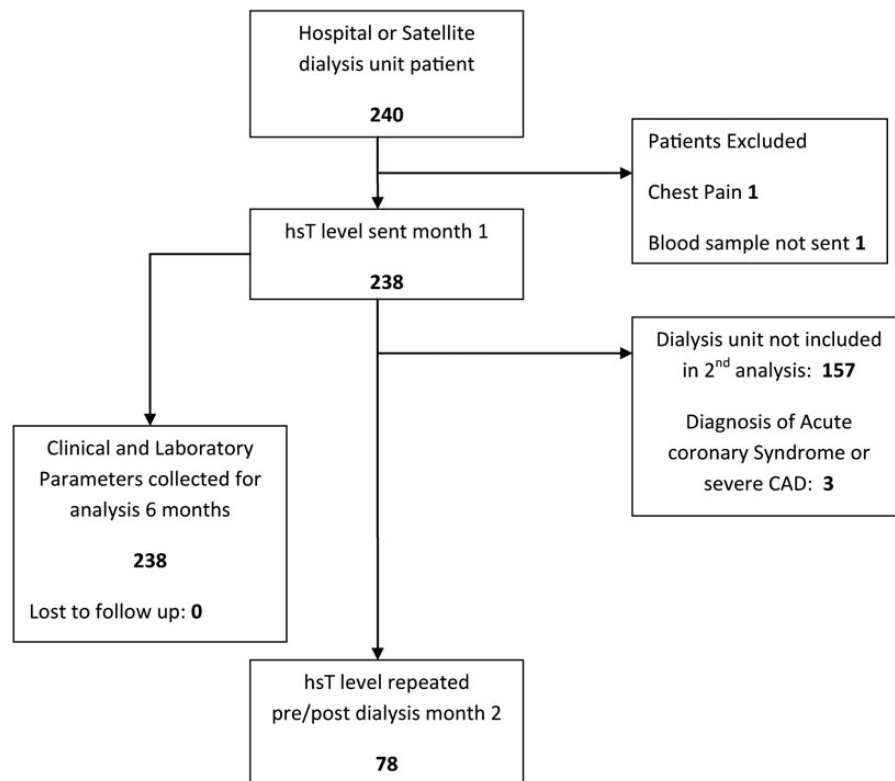 Hospital or Satellite
dialysis unit patient
240
Patients Excluded
Chest Pain 1
Blood sample not sent 1
hsT level sent month 1
238
Dialysis unit not included
in 2nd analysis: 157
Diagnosis of Acute
coronary Syndrome or
severe CAD: 3
Clinical and Laboratory
Parameters collected for
analysis 6 months
238
Lost to follow up: 0
hsT level repeated
pre/post dialysis month 2
78